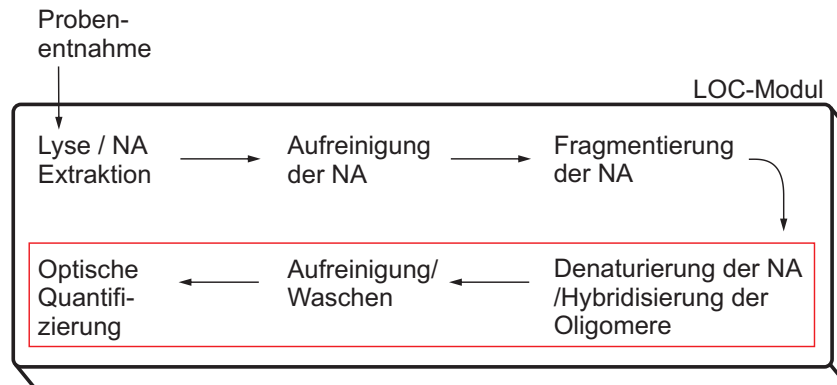 Proben-
entnahme
LOC-Modul
Lyse / NA
Extraktion
Aufreinigung
der NA
Fragmentierung
der NA
Optische
Quantifi-
zierung
Aufreinigung/
Waschen
Denaturierung der NA
/Hybridisierung der
Oligomere